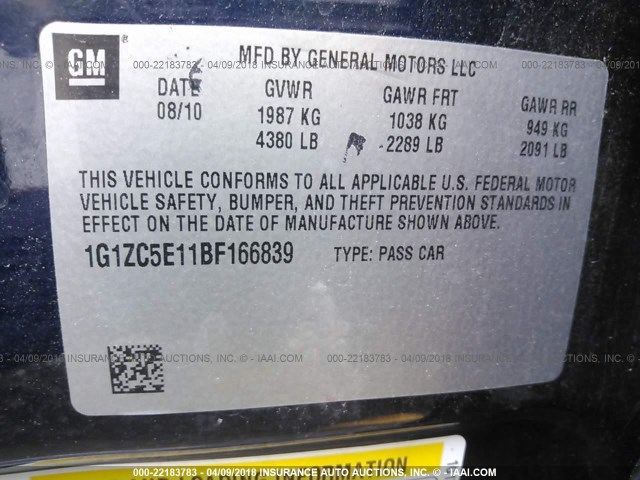 GM ®
MFD BY GENERAL MOTORS LLC
DATE GVWR GAWR FRT GAWR RR
08/10 1987 KG 1038 KG 949 KG
4380 LB 2289 LB 2091 LB
THIS VEHICLE CONFORMS TO ALL APPLICABLE U.S. FEDERAL MOTOR
VEHICLE SAFETY, BUMPER, AND THEFT PREVENTION STANDARDS IN
EFFECT ON THE DATE OF MANUFACTURE SHOWN ABOVE.
1G1ZC5E11BF166839 TYPE: PASS CAR
000-22183783 - 04/09/2018 INSURANCE AUTO AUCTIONS, INC. © - IAAI.COM
LOADING INFORMATION